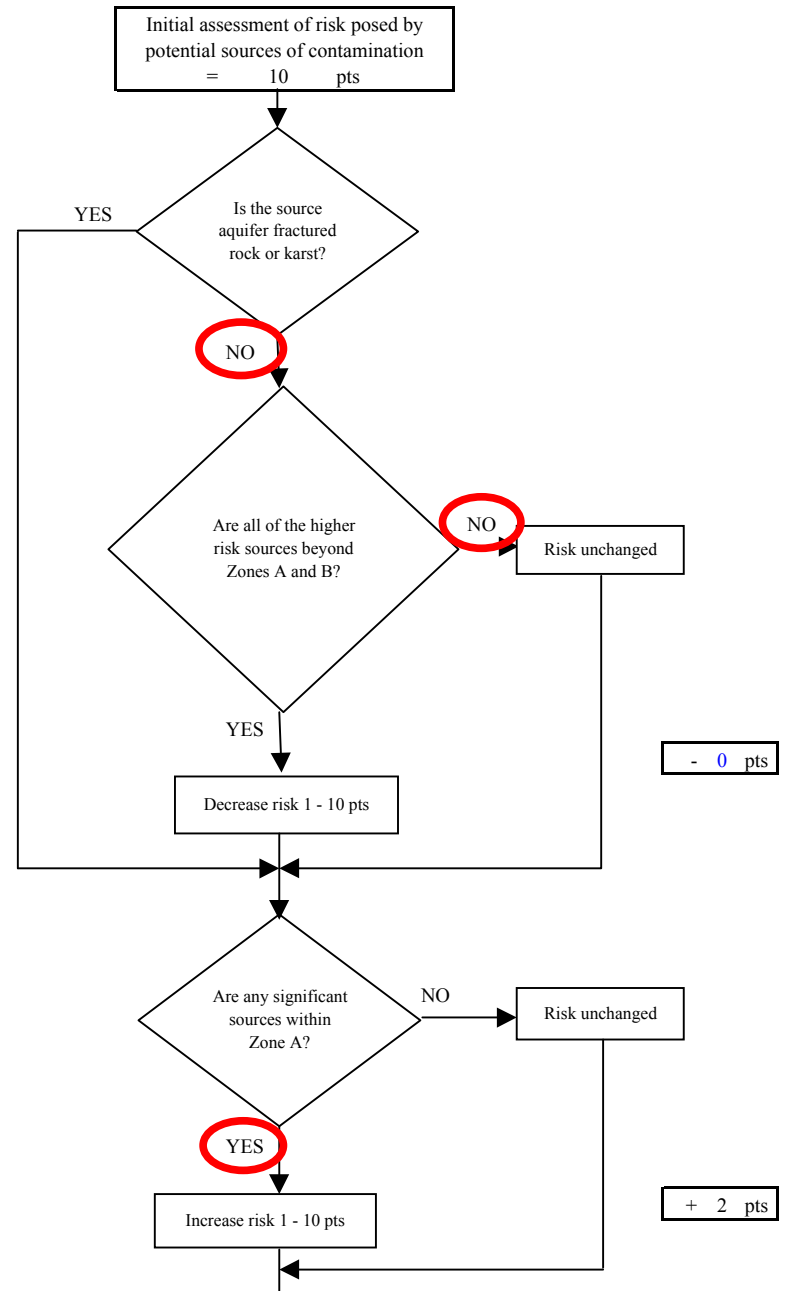 Initial assessment of risk posed by
potential sources of contamination
= 10 pts
YES
Is the source
aquifer fractured
rock or karst?
NO
Are all of the higher
risk sources beyond
Zones A and B?
NO
Risk unchanged
YES
- 0 pts
Decrease risk 1 - 10 pts
Are any significant
sources within
Zone A?
NO
Risk unchanged
YES
+ 2 pts
Increase risk 1 - 10 pts